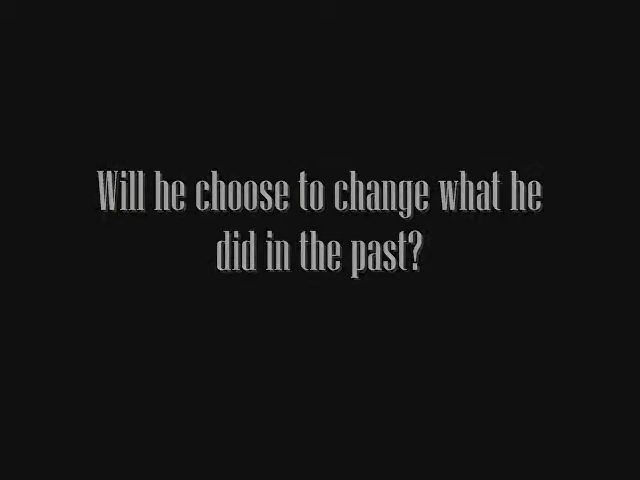 Will he choose to change what he
did in the past?